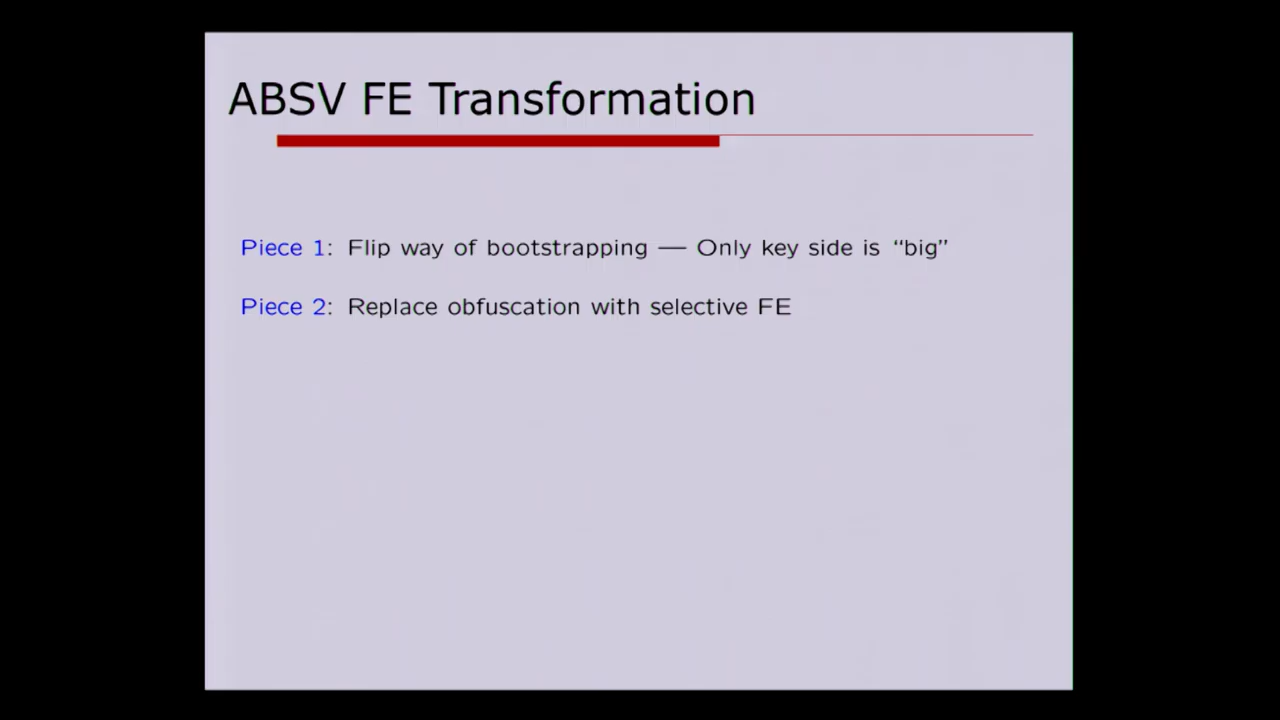 ABSV FE Transformation
Piece 1: Flip way of bootstrapping — Only key side is “big”
Piece 2: Replace obfuscation with selective FE